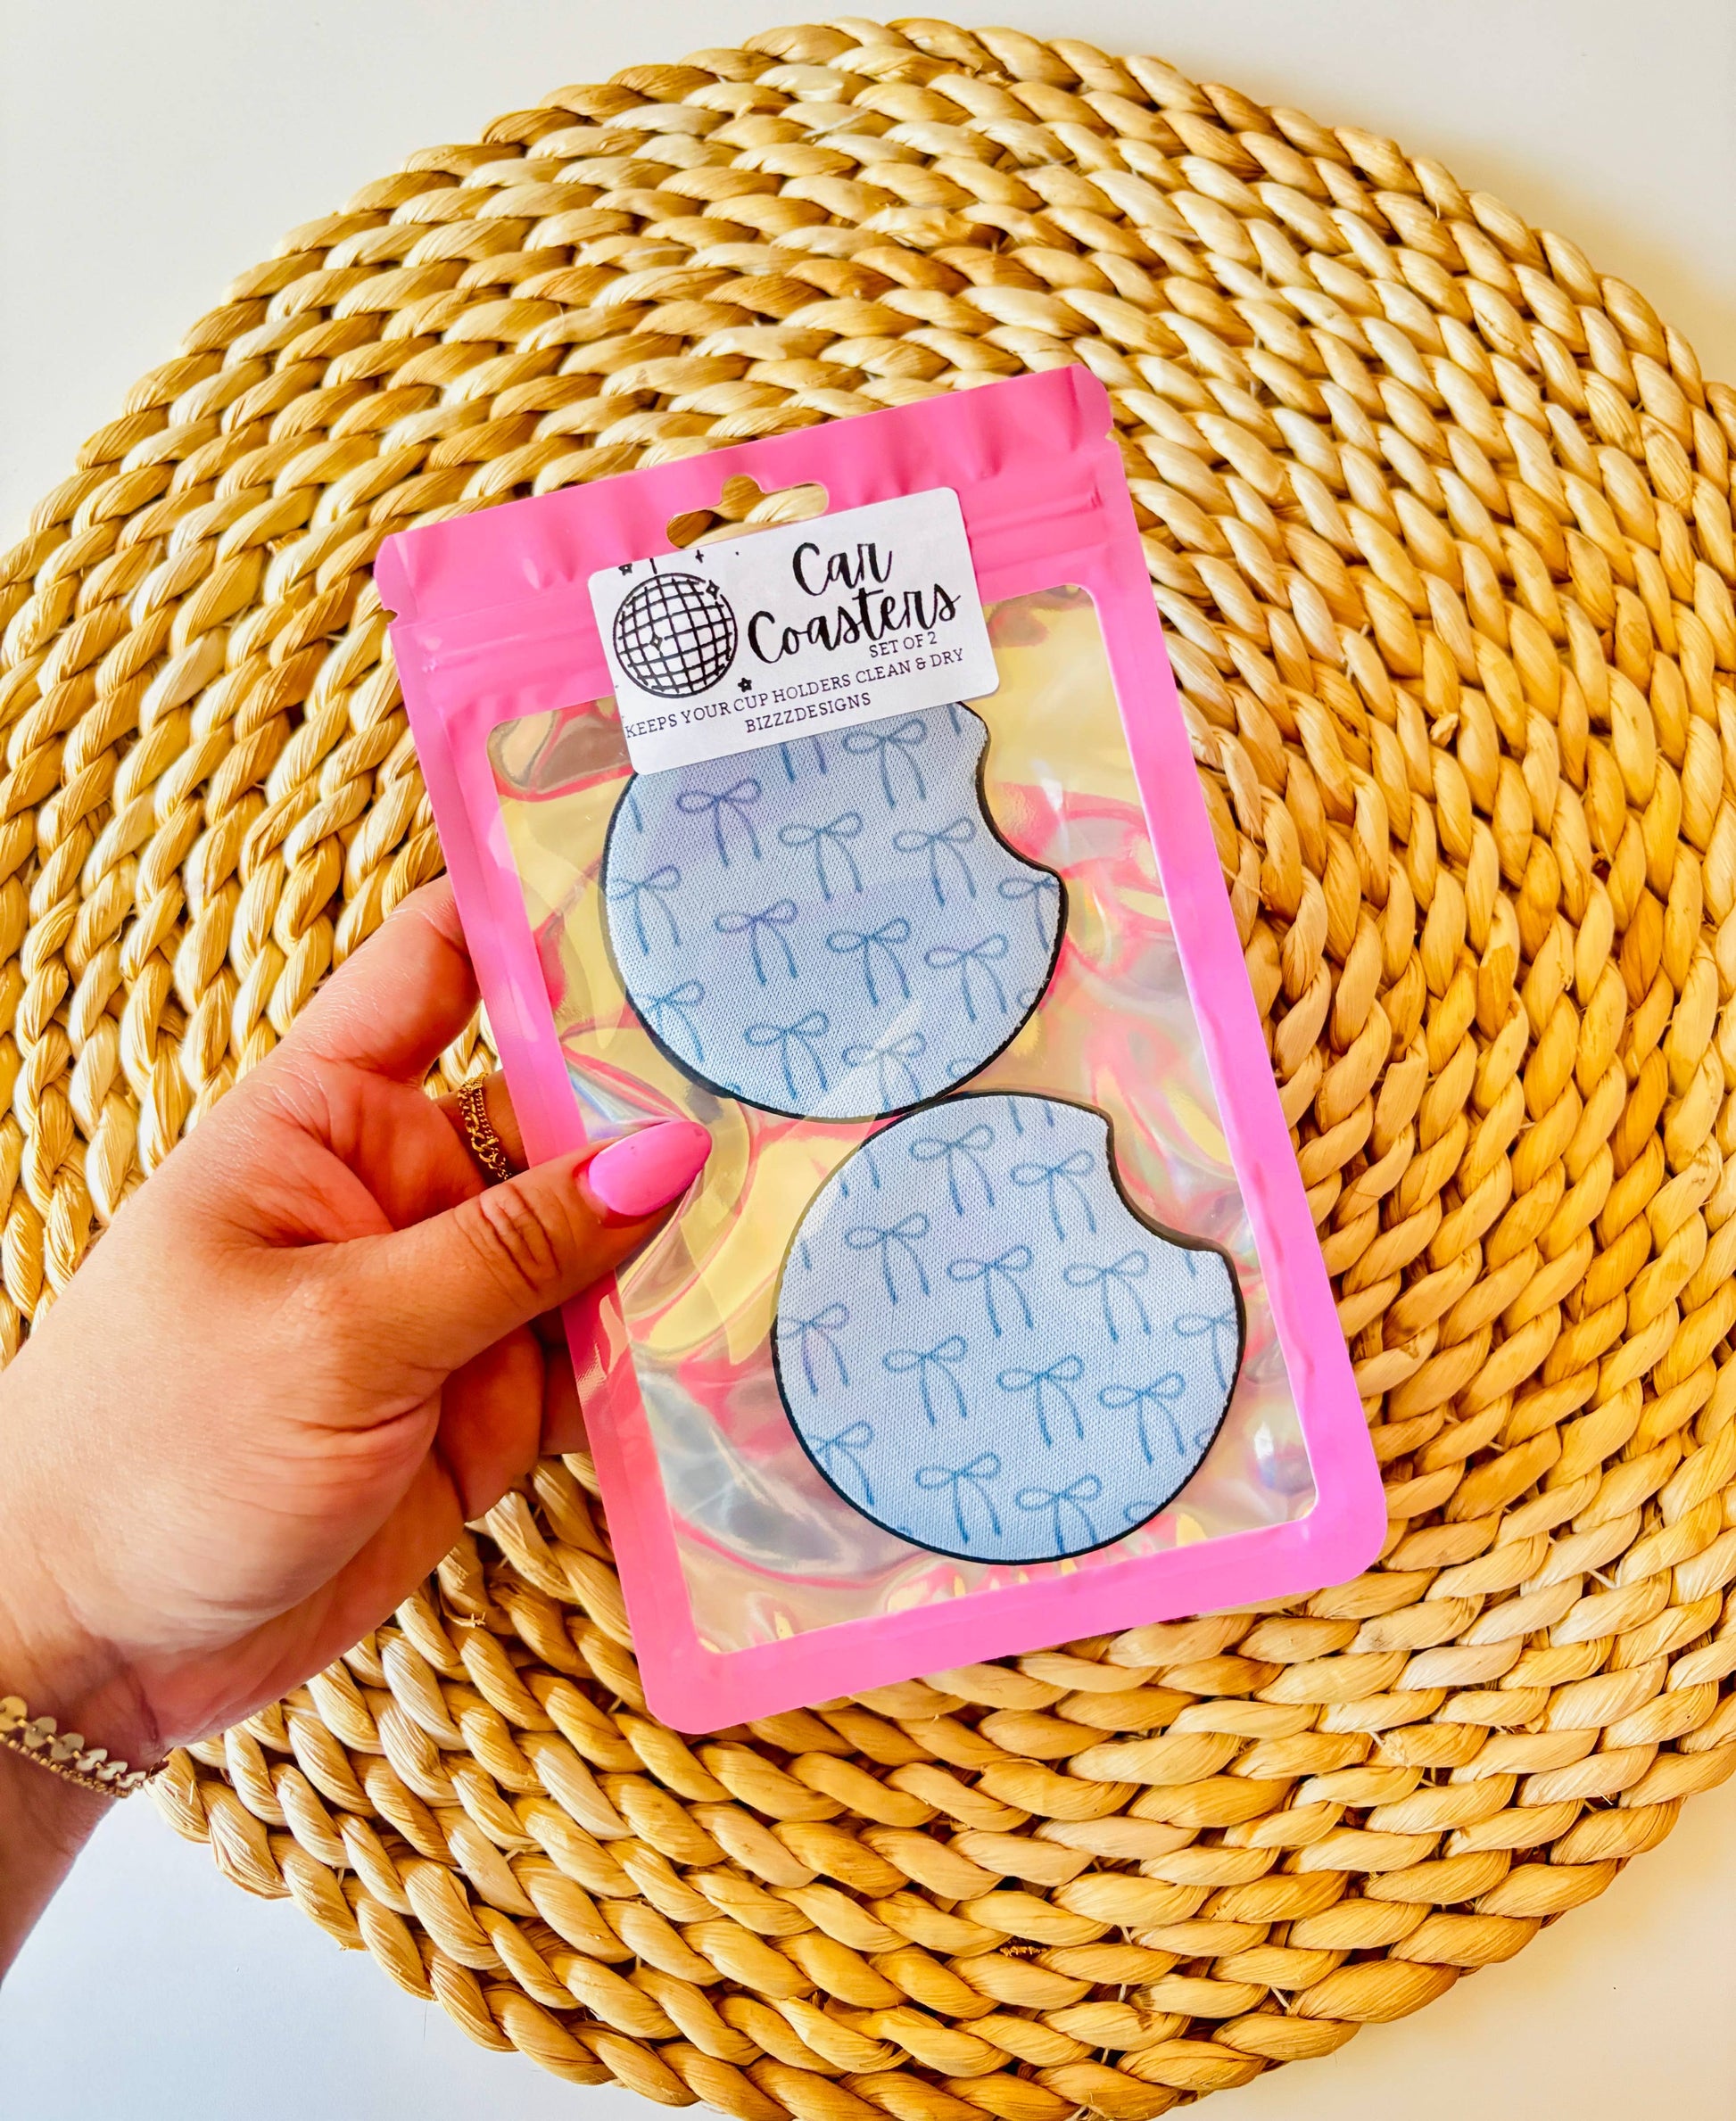 Car
Coasters
SET OF 2
KEEPS YOUR CUP HOLDERS CLEAN & DRY
BIZZZDESIGNS